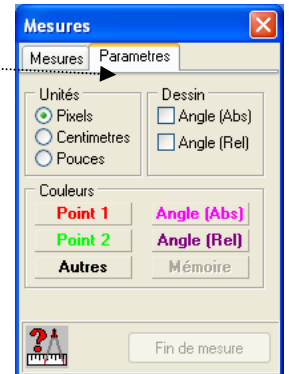 Mesures
Mesures Parametres
Unités
Pixels
Centimetres
Pouces
Dessin
Angle (Abs)
Angle (Rel)
Couleurs
Point 1 Angle (Abs)
Point 2 Angle (Rel)
Autres Mémoire
Fin de mesure